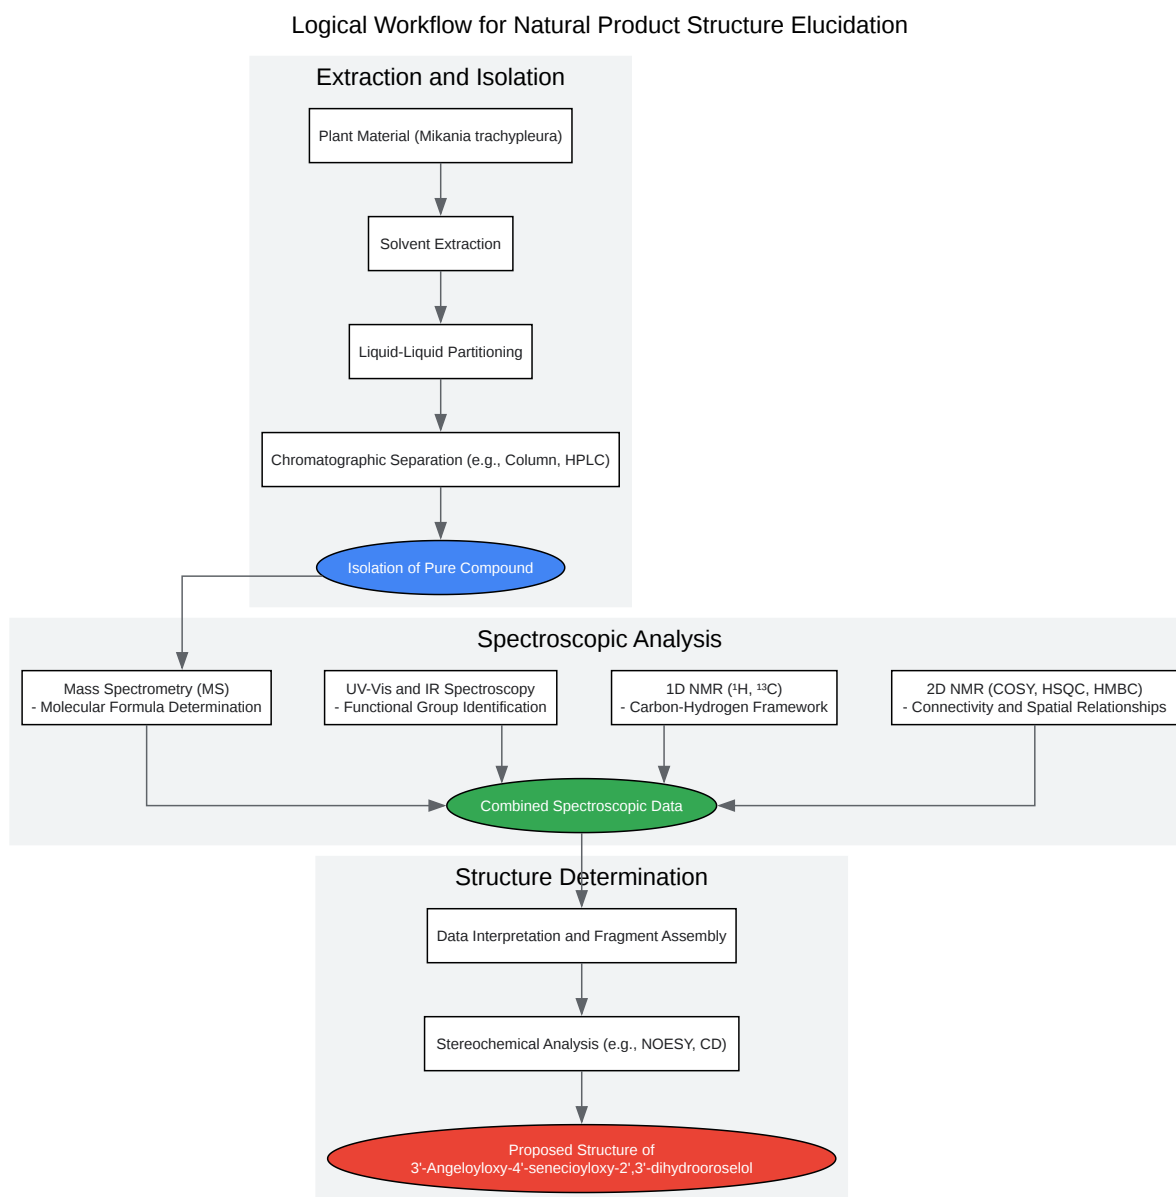 Logical Workflow for Natural Product Structure Elucidation
Extraction and Isolation
Plant Material (Mikania trachypleura)
Solvent Extraction
Liquid-Liquid Partitioning
Chromatographic Separation (e.g., Column, HPLC)
Isolation of Pure Compound
Spectroscopic Analysis
Mass Spectrometry (MS)
- Molecular Formula Determination
UV-Vis and IR Spectroscopy
- Functional Group Identification
1D NMR (¹H, ¹³C)
- Carbon-Hydrogen Framework
2D NMR (COSY, HSQC, HMBC)
- Connectivity and Spatial Relationships
Combined Spectroscopic Data
Structure Determination
Data Interpretation and Fragment Assembly
Stereochemical Analysis (e.g., NOESY, CD)
Proposed Structure of
3'-Angeloyloxy-4'-senecioyloxy-2',3'-dihydrooroselol